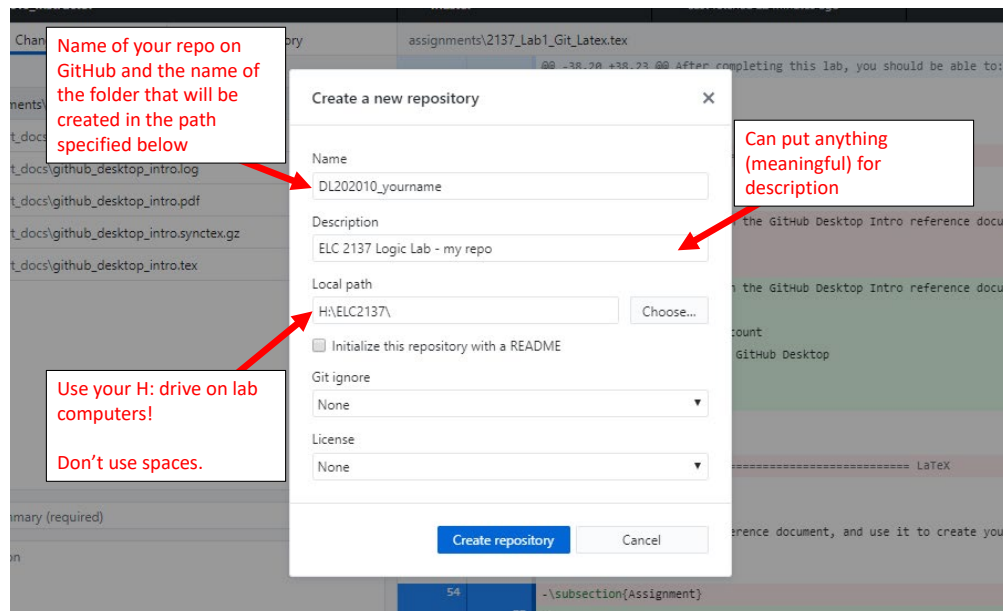 Chan
ory
assignments\2137_Lab1_Git_Latex.tex
Name of your repo on
GitHub and the name of
the folder that will be
created in the path
specified below
@@ -38,20 +38,23 @@ After completing this lab, you should be able to:
Create a new repository
Name
DL202010_yourname
Description
ELC 2137 Logic Lab - my repo
Local path
H:\ELC2137\
Choose...
Initialize this repository with a README
Git ignore
None
License
None
Create repository
Cancel
Can put anything
(meaningful) for
description
Use your H: drive on lab
computers!
Don't use spaces.
t_docs
t_docs\github_desktop_intro.log
t_docs\github_desktop_intro.pdf
t_docs\github_desktop_intro.synctex.gz
t_docs\github_desktop_intro.tex
the GitHub Desktop Intro reference docu
the GitHub Desktop Intro reference docu
count
GitHub Desktop
=========================== LaTeX
erence document, and use it to create you
mmary (required)
on
54
-\subsection{Assignment}